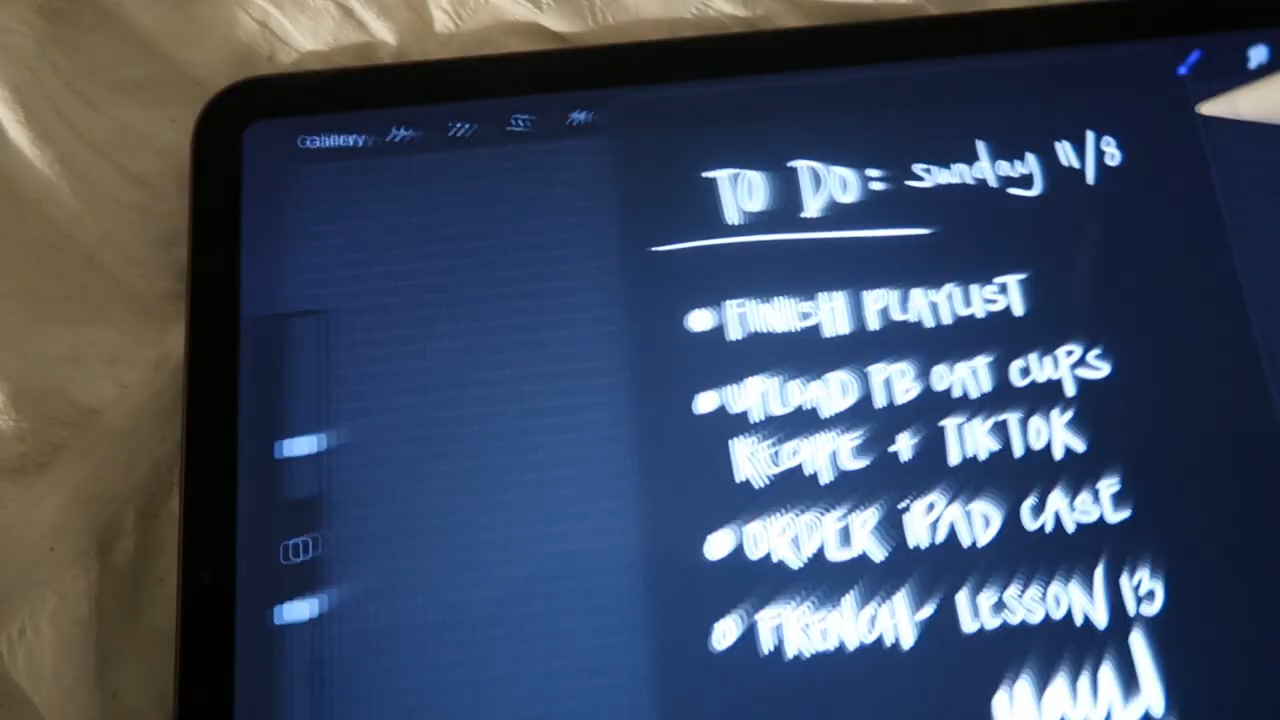 Gallery
TO DO: sunday 11/8
• FINISH PLAYLIST
• UPLOAD PB OAT CUPS
RECIPE + TIKTOK
• ORDER iPAD CASE
• FRENCH - LESSON 13